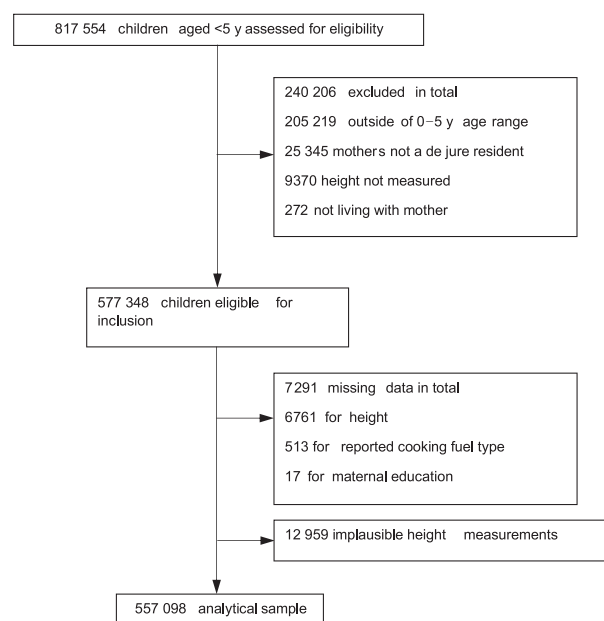 817 554 children aged <5 y assessed for eligibility
240 206 excluded in total
205 219 outside of 0–5 y age range
25 345 mothers not a de jure resident
9370 height not measured
272 not living with mother
577 348 children eligible for
inclusion
7291 missing data in total
6761 for height
513 for reported cooking fuel type
17 for maternal education
12 959 implausible height measurements
557 098 analytical sample